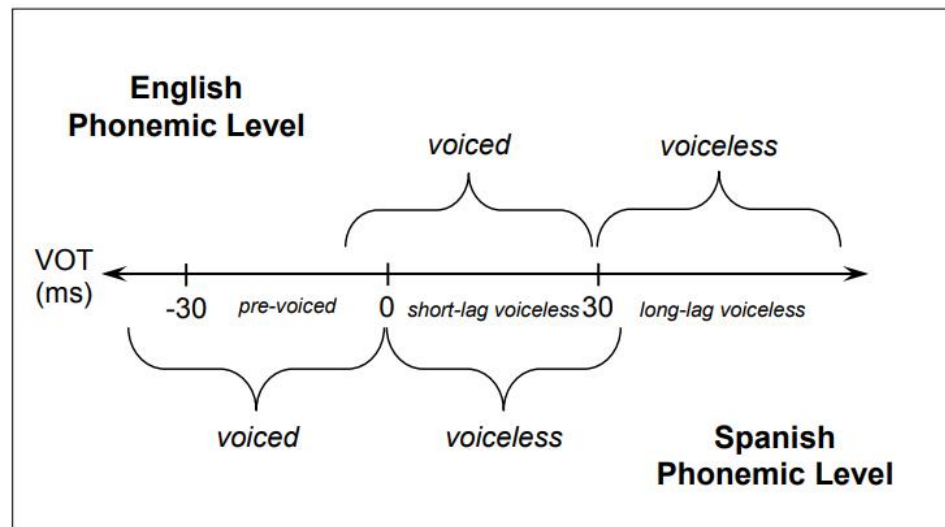 English
Phonemic Level
voiced voiceless
VOT
(ms)
-30 pre-voiced 0 short-lag voiceless 30 long-lag voiceless
voiced voiceless
Spanish
Phonemic Level